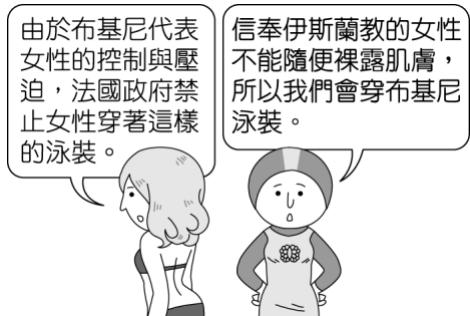 由於布基尼代表
女性的控制與壓
迫，法國政府禁
止女性穿著這樣
的泳裝。
信奉伊斯蘭教的女性
不能隨便裸露肌膚，
所以我們會穿布基尼
泳裝。